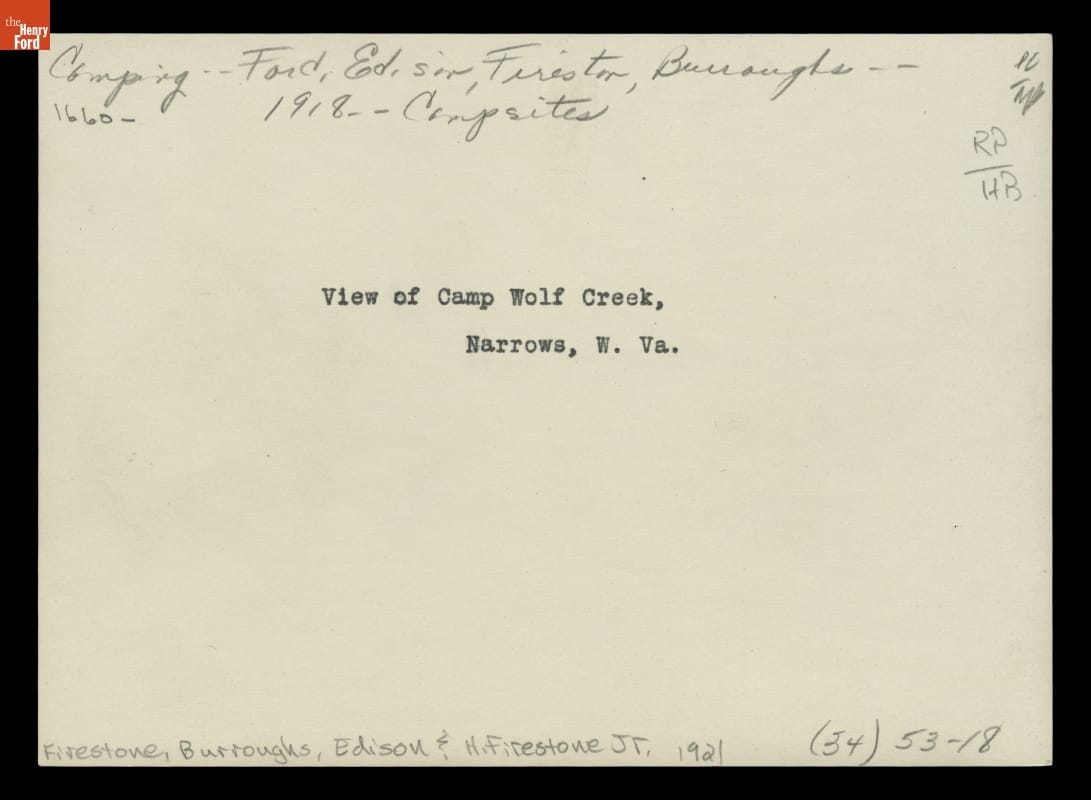 the
Henry
Ford
Camping -- Ford, Edison, Firestone, Burroughs --
1660- 1918 -- Campsites
RP
HB
View of Camp Wolf Creek,
Narrows, W. Va.
Firestone, Burroughs, Edison & H. Firestone Jr. 1921
(34) 53-18